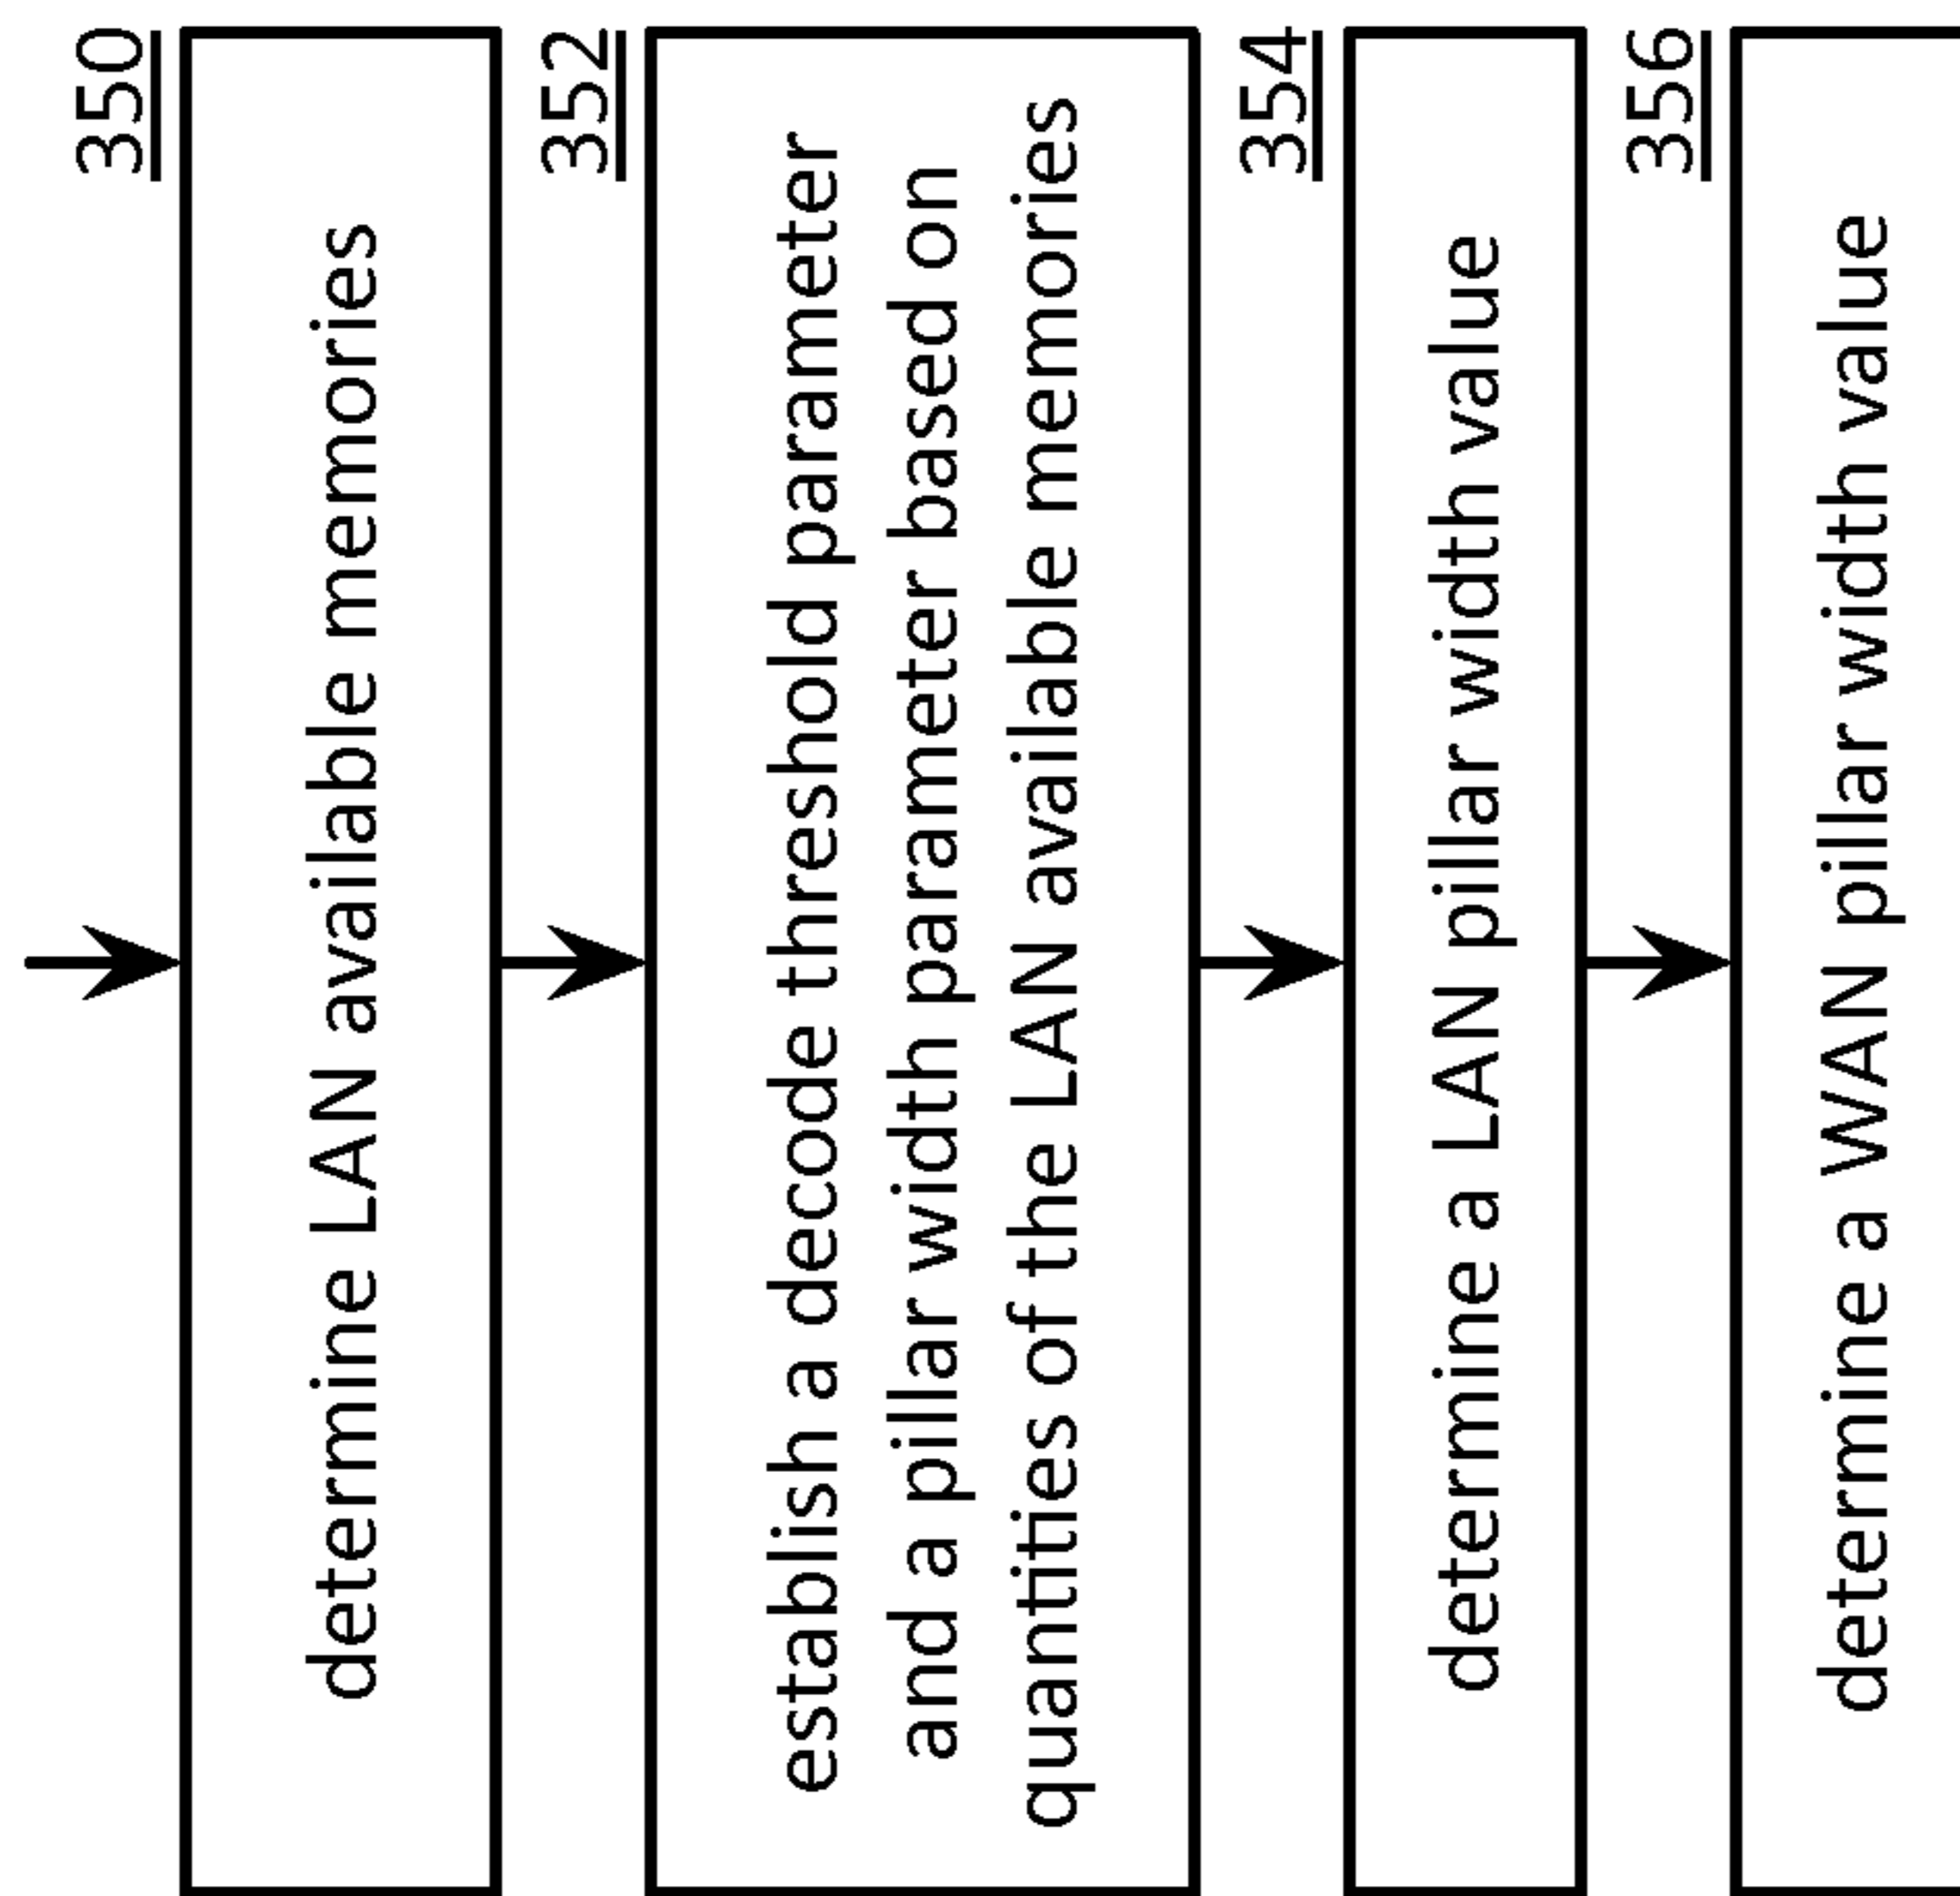 350
determine LAN available memories
352
establish a decode threshold parameter
and a pillar width parameter based on
quantities of the LAN available memories
354
determine a LAN pillar width value
356
determine a WAN pillar width value